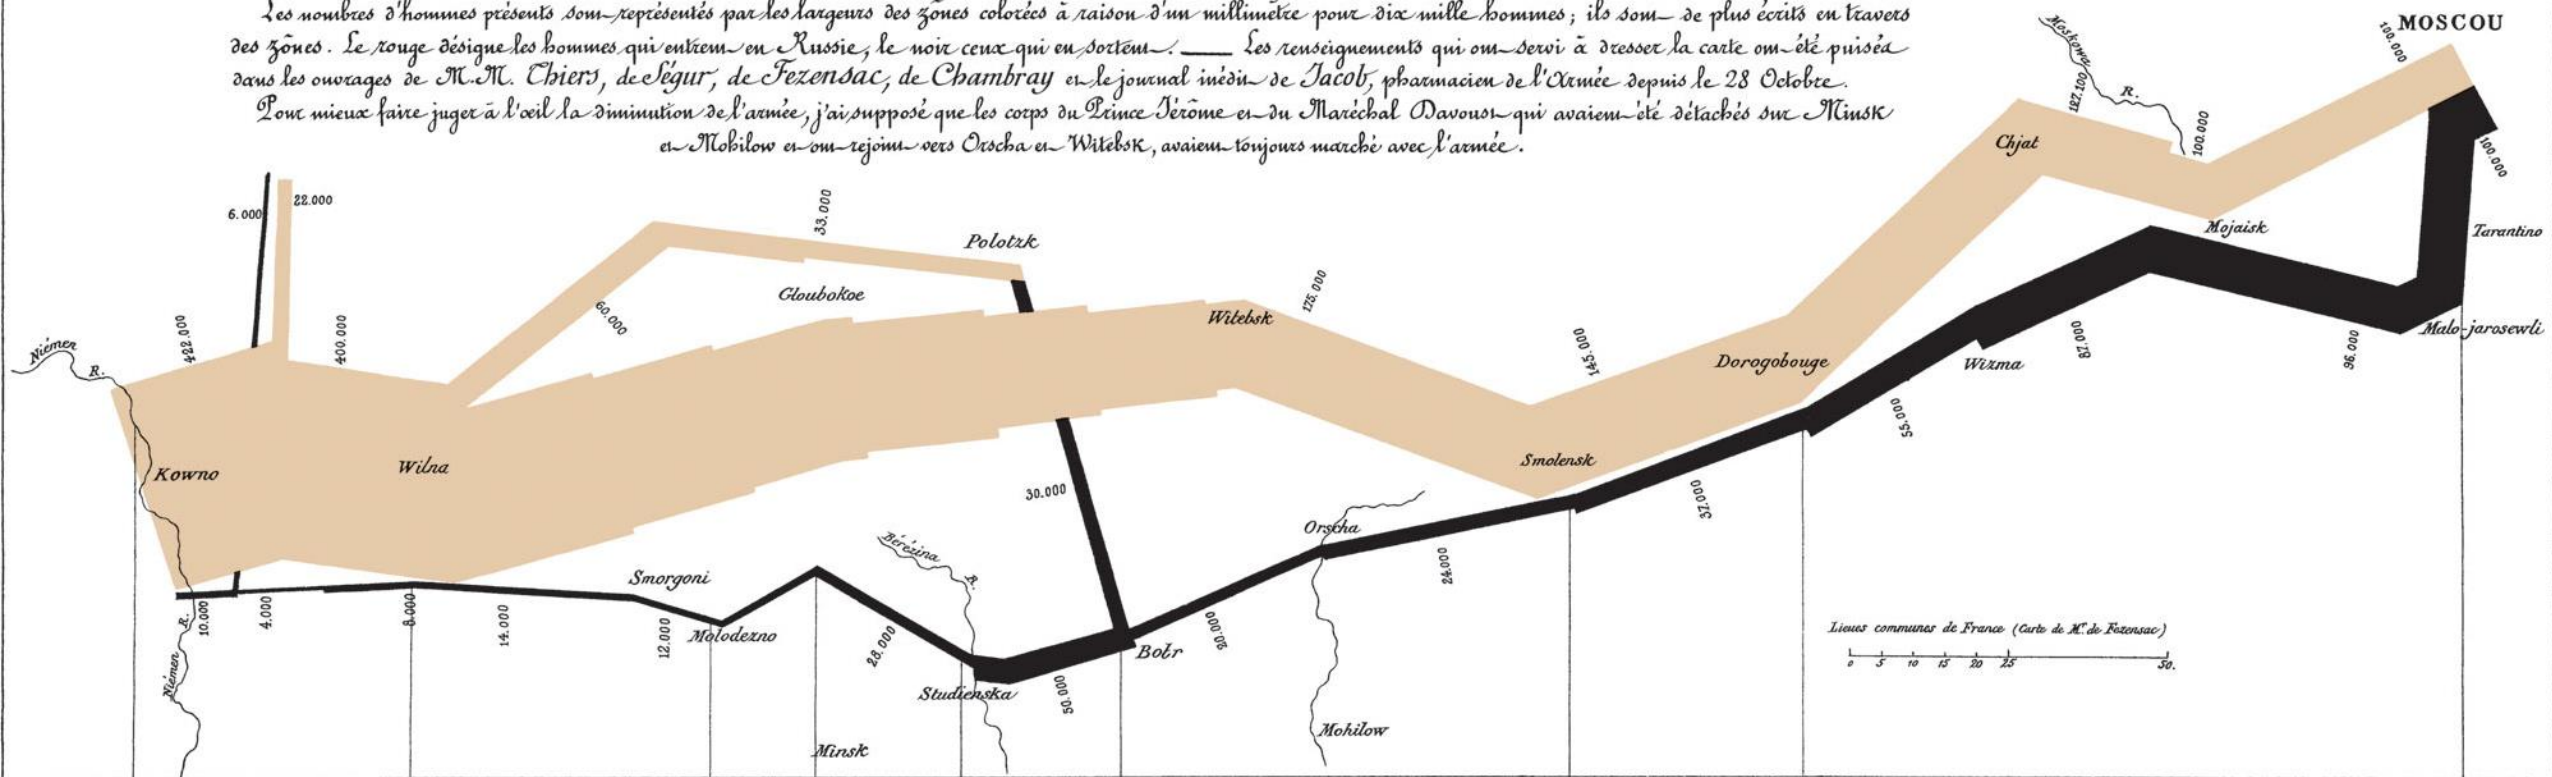 Les nombres d'hommes présents sont représentés par les largeurs des zônes colorées à raison d'un millimètre pour dix mille hommes; ils sont de plus écrits en travers
des zônes. Le rouge désigne les hommes qui entrent en Russie, le noir ceux qui en sortent. — Les renseignements qui ont servi à dresser la carte ont été puisés
dans les ouvrages de M.M. Thiers, de Ségur, de Fezensac, de Chambray et le journal inédit de Jacob, pharmacien de l'Armée depuis le 28 Octobre.
Pour mieux faire juger à l'œil la diminution de l'armée, j'ai supposé que les corps du Prince Jérôme et du Maréchal Davoust qui avaient été détachés sur Minsk
et Mohilow et ont rejoint vers Orscha et Witebsk, avaient toujours marché avec l'armée.
MOSCOU
100.000
Moskowa
R.
127.100
100.000
100.000
Chjat
Mojaisk
Tarantino
Malo-jarosewli
6.000
22.000
33.000
Polotzk
Gloubokoe
60.000
175.000
Witebsk
422.000
400.000
Niémen
R.
145.000
Dorogobouge
Wizma
87.000
96.000
55.000
Kowno
Wilna
Smolensk
30.000
37.000
Orscha
24.000
Bérézina
R.
Smorgoni
10.000
4.000
8.000
14.000
12.000
Molodezno
28.000
Botr
20.000
Studienska
50.000
R.
Niémen
Minsk
Mohilow
Lieues communes de France (Carte de Mr. de Fezensac)
0 5 10 15 20 25 50.